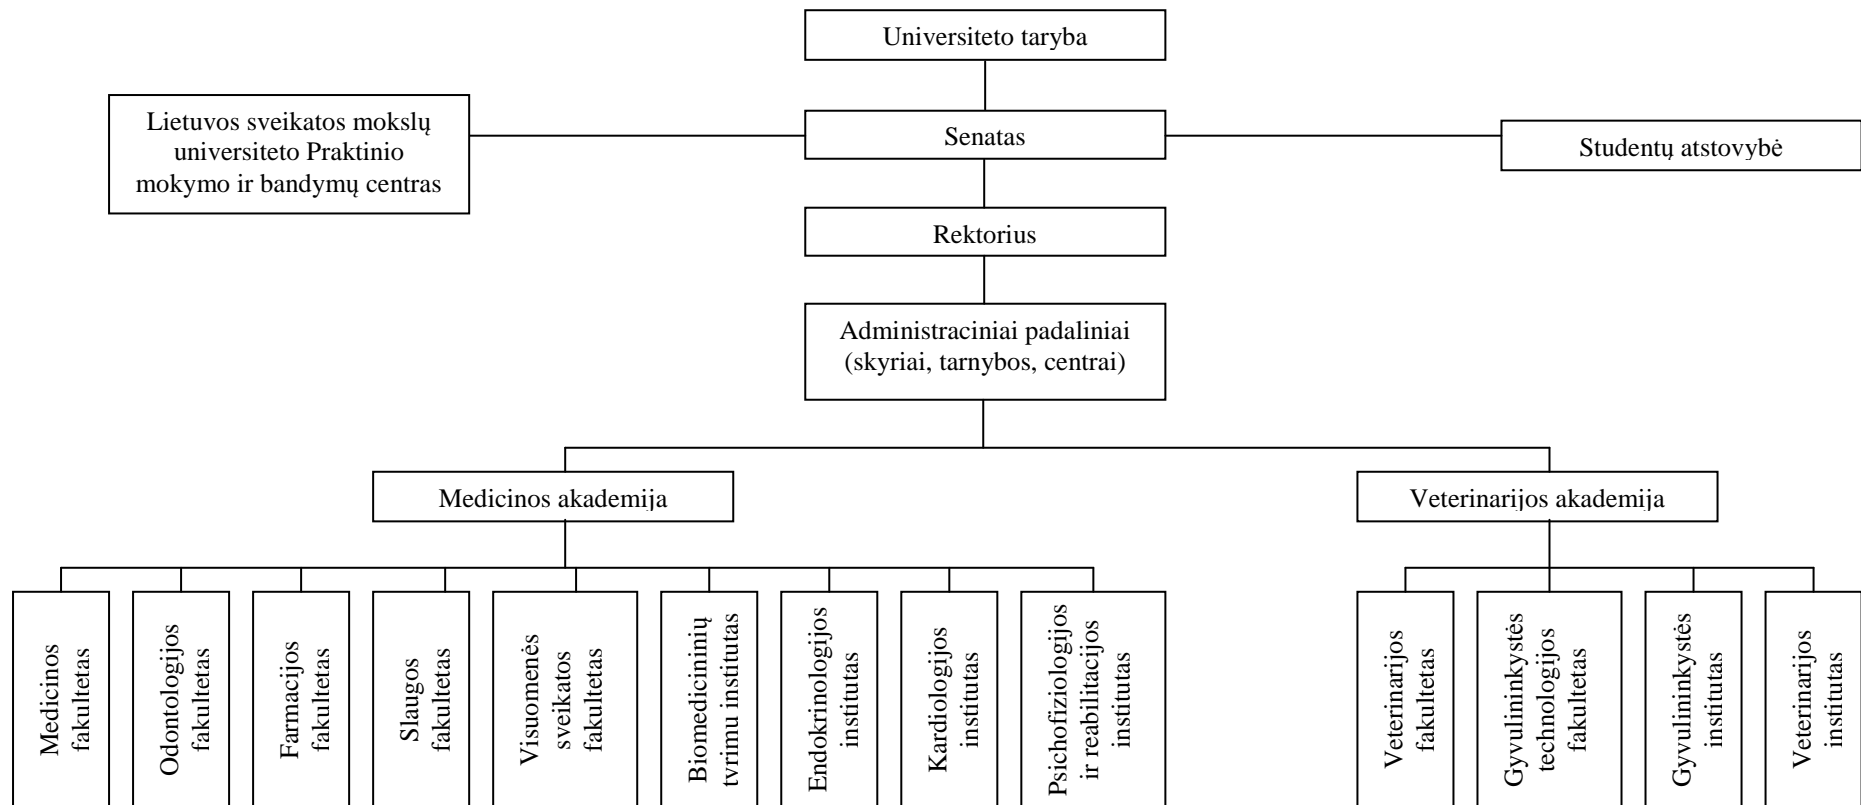 Universiteto taryba
Lietuvos sveikatos mokslų
universiteto Praktinio
mokymo ir bandymų centras
Senatas
Studentų atstovybė
Rektorius
Administraciniai padaliniai
(skyriai, tarnybos, centrai)
Medicinos akademija
Veterinarijos akademija
Medicinos
fakultetas
Odontologijos
fakultetas
Farmacijos
fakultetas
Slaugos
fakultetas
Visuomenės
sveikatos
fakultetas
Biomedicininių
tyrimu institutas
Endokrinologijos
institutas
Kardiologijos
institutas
Psichofiziologijos
ir reabilitacijos
institutas
Veterinarijos
fakultetas
Gyvulininkystės
technologijos
fakultetas
Gyvulininkystės
institutas
Veterinarijos
institutas